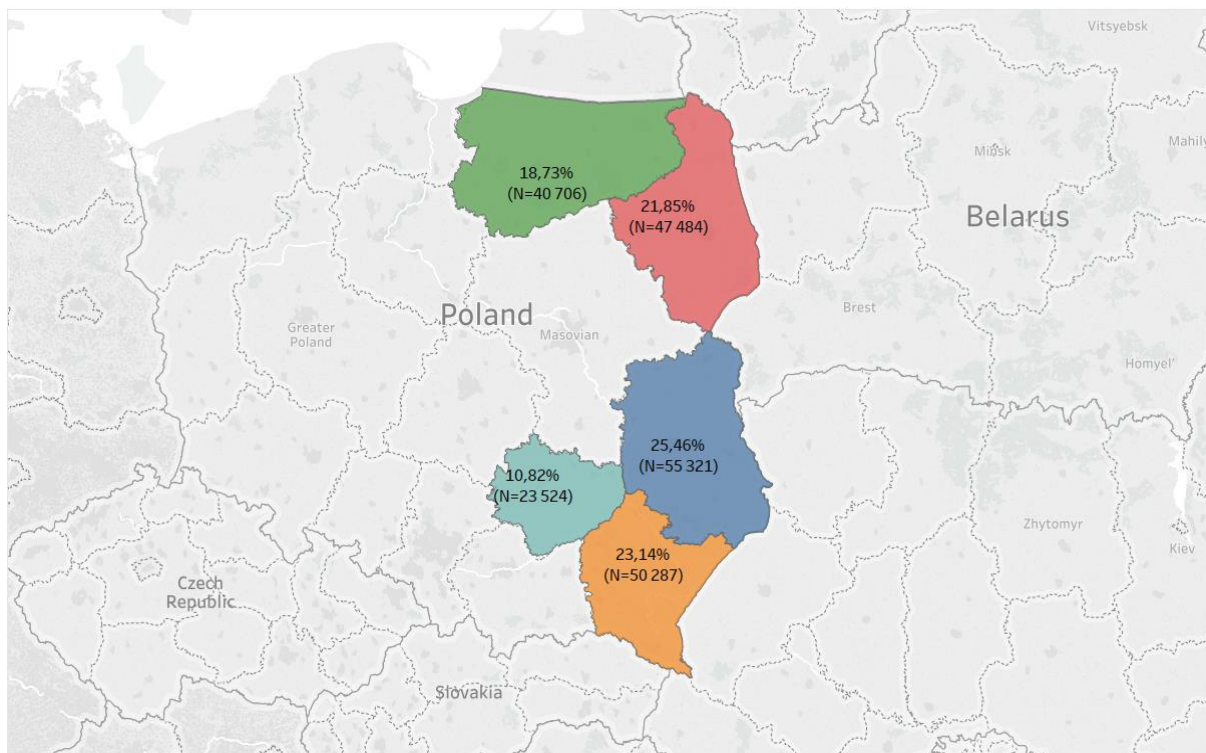 Vitsyebsk
Minsk
Mahily
18,73%
(N=40 706)
21,85%
(N=47 484)
Belarus
Poland
Greater
Poland
Masovian
Brest
Homyel'
25,46%
(N=55 321)
10,82%
(N=23 524)
Zhytomyr
Kiev
23,14%
(N=50 287)
Czech
Republic
Slovakia